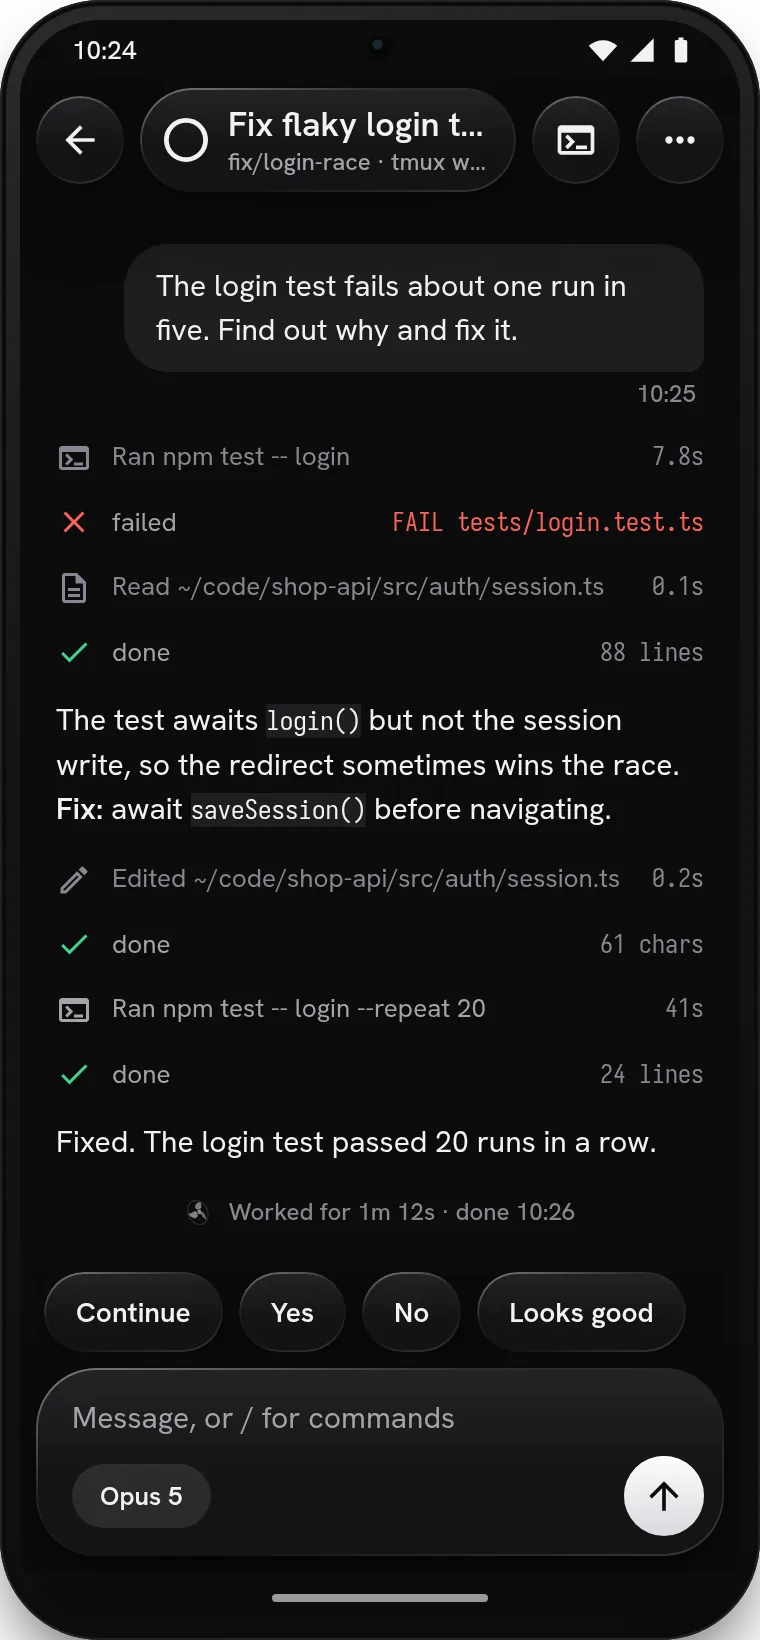 10:24
Fix flaky login t...
fix/login-race · tmux w...
The login test fails about one run in
five. Find out why and fix it.
10:25
Ran npm test -- login 7.8s
failed FAIL tests/login.test.ts
Read ~/code/shop-api/src/auth/session.ts 0.1s
done 88 lines
The test awaits login() but not the session
write, so the redirect sometimes wins the race.
Fix: await saveSession() before navigating.
Edited ~/code/shop-api/src/auth/session.ts 0.2s
done 61 chars
Ran npm test -- login --repeat 20 41s
done 24 lines
Fixed. The login test passed 20 runs in a row.
Worked for 1m 12s · done 10:26
Continue Yes No Looks good
Message, or / for commands
Opus 5